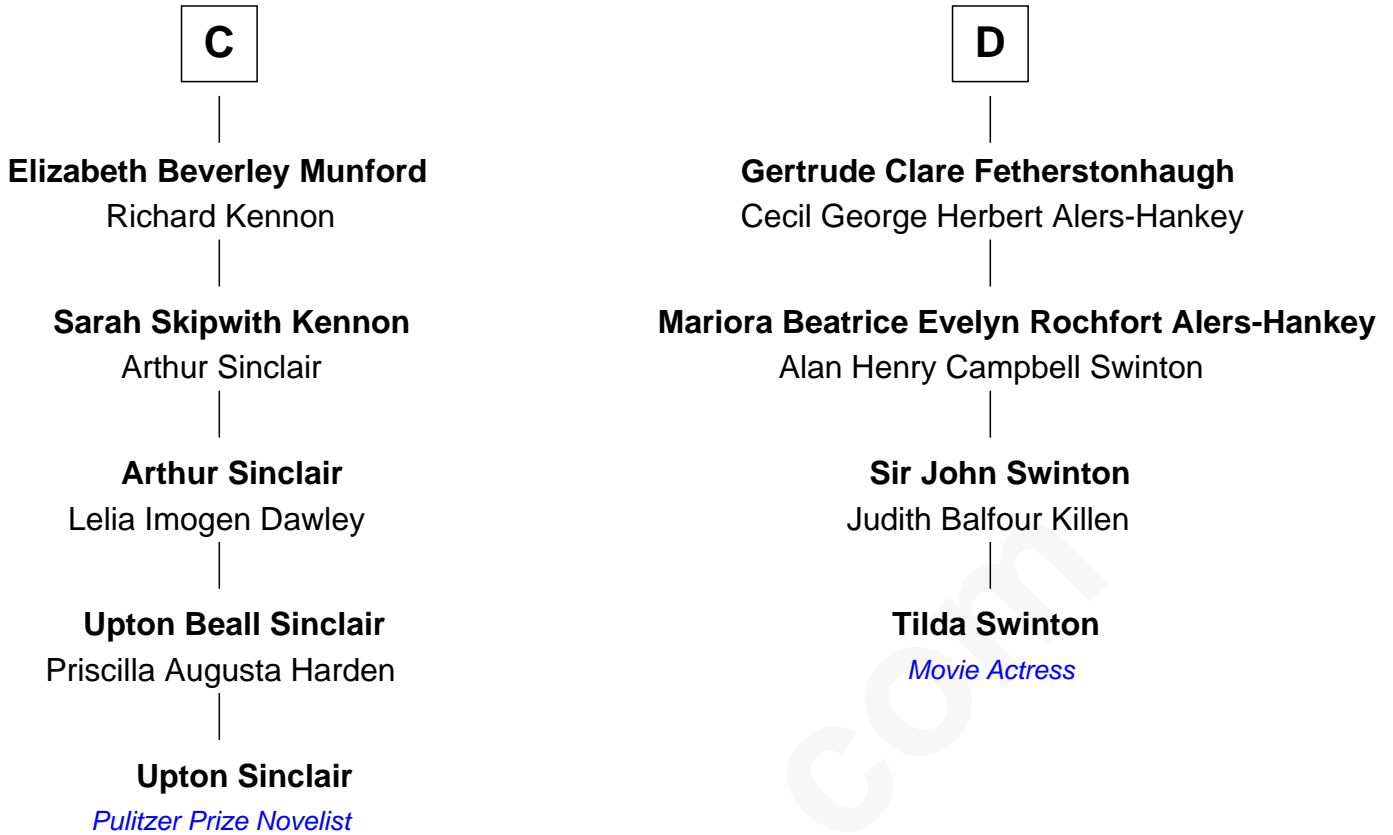 C
Elizabeth Beverley Munford
Richard Kennon
Sarah Skipwith Kennon
Arthur Sinclair
Arthur Sinclair
Lelia Imogen Dawley
Upton Beall Sinclair
Priscilla Augusta Harden
Upton Sinclair
Pulitzer Prize Novelist
D
Gertrude Clare Fetherstonhaugh
Cecil George Herbert Alers-Hankey
Mariora Beatrice Evelyn Rochfort Alers-Hankey
Alan Henry Campbell Swinton
Sir John Swinton
Judith Balfour Killen
Tilda Swinton
Movie Actress
com